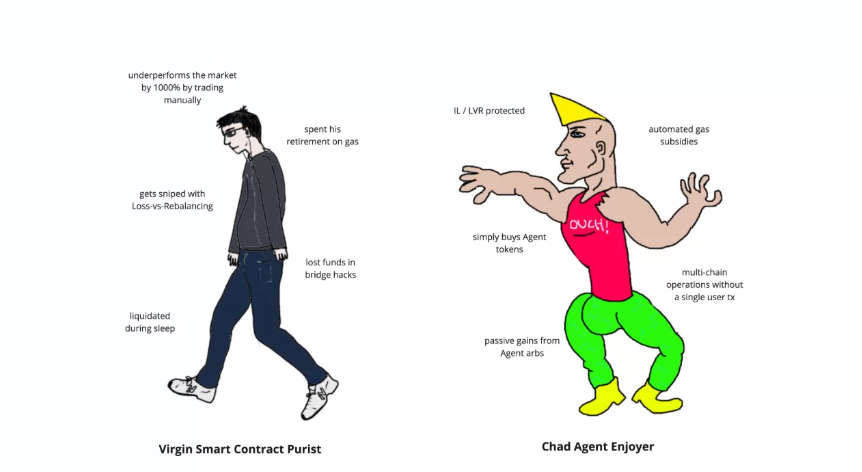 underperforms the market
by 1000% by trading
manually
spent his
retirement on gas
gets sniped with
Loss-vs-Rebalancing
lost funds in
bridge hacks
liquidated
during sleep
Virgin Smart Contract Purist
IL / LVR protected
automated gas
subsidies
OUCH!
simply buys Agent
tokens
multi-chain
operations without
a single user tx
passive gains from
Agent arbs
Chad Agent Enjoyer